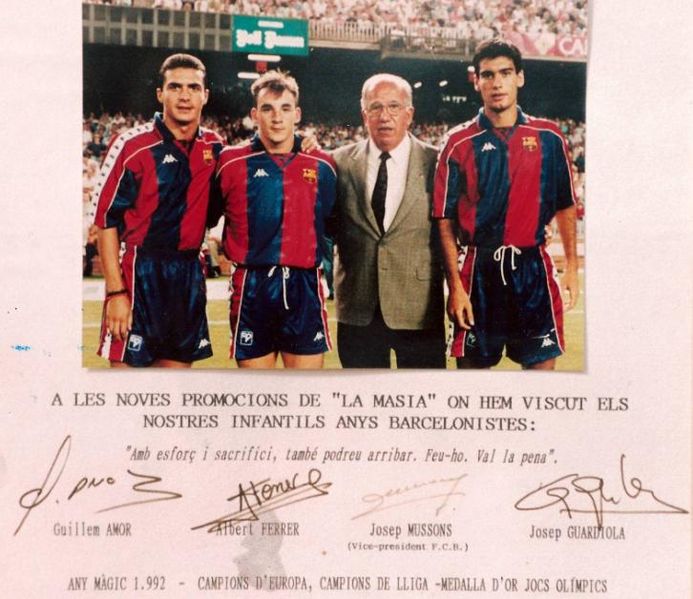 A LES NOVES PROMOCIONS DE "LA MASIA" ON HEM VISCUT ELS
NOSTRES INFANTILS ANYS BARCELONISTES:
"Amb esforç i sacrifici, també podreu arribar. Feu-ho. Val la pena".
Guillem AMOR Albert FERRER Josep MUSSONS Josep GUARDIOLA
(Vice-president F.C.B.)
ANY MÀGIC 1.992 - CAMPIONS D'EUROPA, CAMPIONS DE LLIGA -MEDALLA D'OR JOCS OLÍMPICS